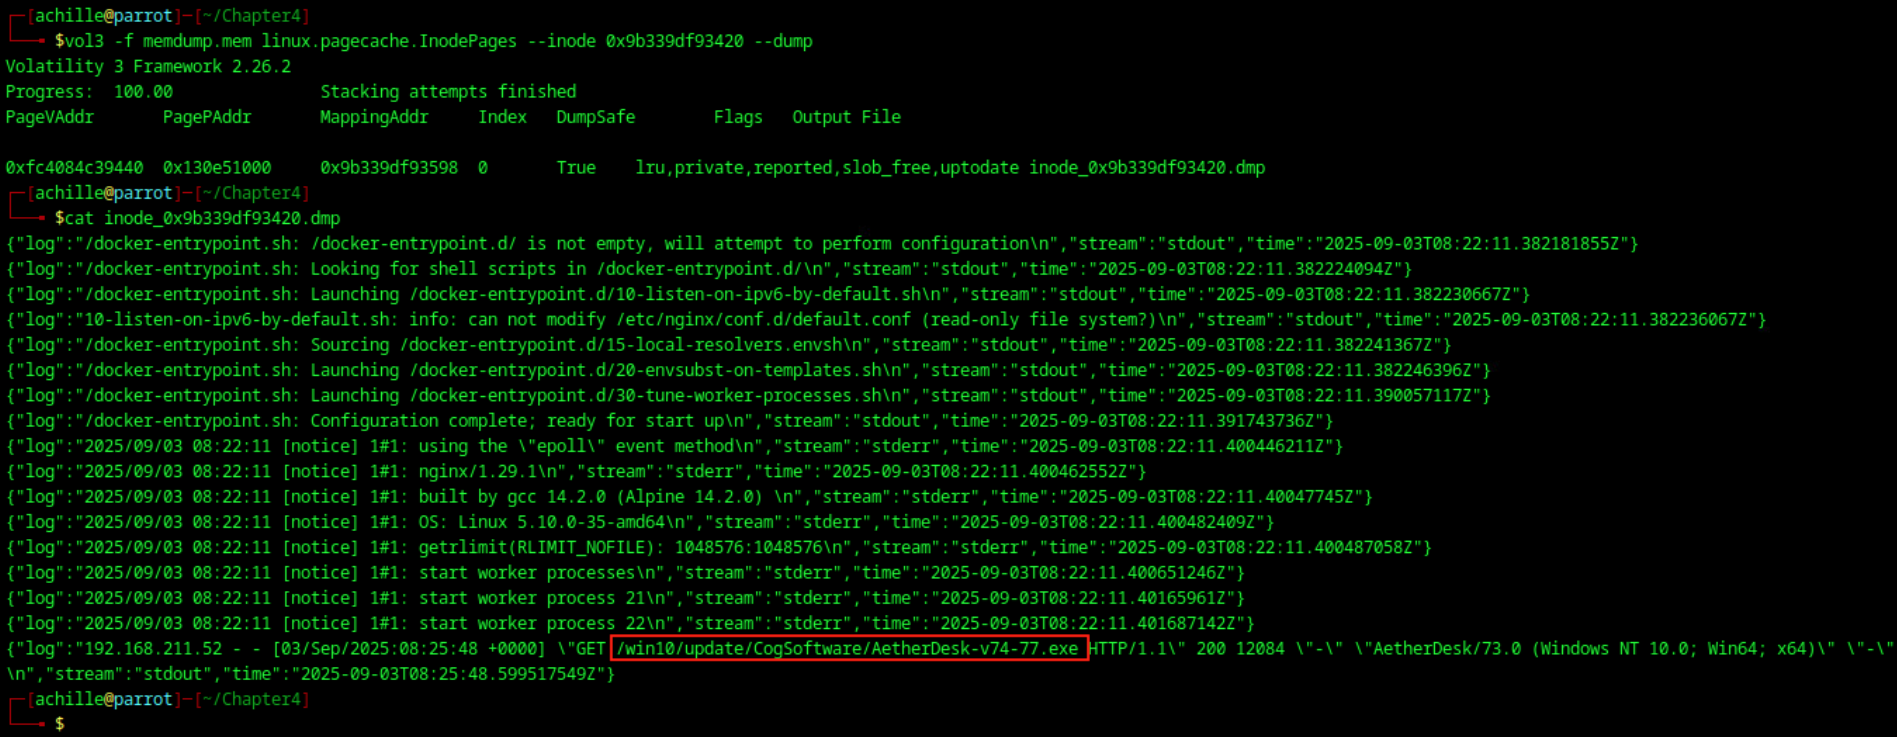 ┌─[achille@parrot]─[~/Chapter4]
└──╼ $vol3 -f memdump.mem linux.pagecache.InodePages --inode 0x9b339df93420 --dump
Volatility 3 Framework 2.26.2
Progress:  100.00               Stacking attempts finished
PageVAddr       PagePAddr       MappingAddr     Index   DumpSafe        Flags   Output File
0xfc4084c39440  0x130e51000     0x9b339df93598  0       True    lru,private,reported,slob_free,uptodate inode_0x9b339df93420.dmp
┌─[achille@parrot]─[~/Chapter4]
└──╼ $cat inode_0x9b339df93420.dmp
{"log":"/docker-entrypoint.sh: /docker-entrypoint.d/ is not empty, will attempt to perform configuration\n","stream":"stdout","time":"2025-09-03T08:22:11.382181855Z"}
{"log":"/docker-entrypoint.sh: Looking for shell scripts in /docker-entrypoint.d/\n","stream":"stdout","time":"2025-09-03T08:22:11.382224094Z"}
{"log":"/docker-entrypoint.sh: Launching /docker-entrypoint.d/10-listen-on-ipv6-by-default.sh\n","stream":"stdout","time":"2025-09-03T08:22:11.382230667Z"}
{"log":"10-listen-on-ipv6-by-default.sh: info: can not modify /etc/nginx/conf.d/default.conf (read-only file system?)\n","stream":"stdout","time":"2025-09-03T08:22:11.382236067Z"}
{"log":"/docker-entrypoint.sh: Sourcing /docker-entrypoint.d/15-local-resolvers.envsh\n","stream":"stdout","time":"2025-09-03T08:22:11.382241367Z"}
{"log":"/docker-entrypoint.sh: Launching /docker-entrypoint.d/20-envsubst-on-templates.sh\n","stream":"stdout","time":"2025-09-03T08:22:11.382246396Z"}
{"log":"/docker-entrypoint.sh: Launching /docker-entrypoint.d/30-tune-worker-processes.sh\n","stream":"stdout","time":"2025-09-03T08:22:11.390057117Z"}
{"log":"/docker-entrypoint.sh: Configuration complete; ready for start up\n","stream":"stdout","time":"2025-09-03T08:22:11.391743736Z"}
{"log":"2025/09/03 08:22:11 [notice] 1#1: using the \"epoll\" event method\n","stream":"stderr","time":"2025-09-03T08:22:11.400446211Z"}
{"log":"2025/09/03 08:22:11 [notice] 1#1: nginx/1.29.1\n","stream":"stderr","time":"2025-09-03T08:22:11.400462552Z"}
{"log":"2025/09/03 08:22:11 [notice] 1#1: built by gcc 14.2.0 (Alpine 14.2.0) \n","stream":"stderr","time":"2025-09-03T08:22:11.40047745Z"}
{"log":"2025/09/03 08:22:11 [notice] 1#1: OS: Linux 5.10.0-35-amd64\n","stream":"stderr","time":"2025-09-03T08:22:11.400482409Z"}
{"log":"2025/09/03 08:22:11 [notice] 1#1: getrlimit(RLIMIT_NOFILE): 1048576:1048576\n","stream":"stderr","time":"2025-09-03T08:22:11.400487058Z"}
{"log":"2025/09/03 08:22:11 [notice] 1#1: start worker processes\n","stream":"stderr","time":"2025-09-03T08:22:11.400651246Z"}
{"log":"2025/09/03 08:22:11 [notice] 1#1: start worker process 21\n","stream":"stderr","time":"2025-09-03T08:22:11.40165961Z"}
{"log":"2025/09/03 08:22:11 [notice] 1#1: start worker process 22\n","stream":"stderr","time":"2025-09-03T08:22:11.401687142Z"}
{"log":"192.168.211.52 - - [03/Sep/2025:08:25:48 +0000] \"GET /win10/update/CogSoftware/AetherDesk-v74-77.exe HTTP/1.1\" 200 12084 \"-\" \"AetherDesk/73.0 (Windows NT 10.0; Win64; x64)\" \"-\"
\n","stream":"stdout","time":"2025-09-03T08:25:48.599517549Z"}
┌─[achille@parrot]─[~/Chapter4]
└──╼ $